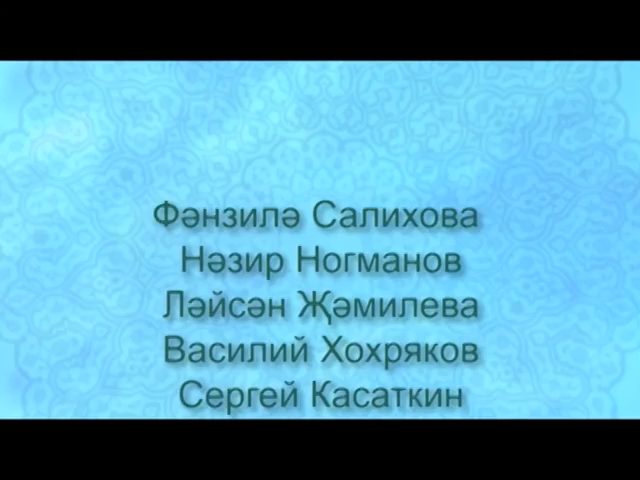 Фәнзилә Салихова
Нәзир Ногманов
Ләйсән Җәмилева
Василий Хохряков
Сергей Касаткин